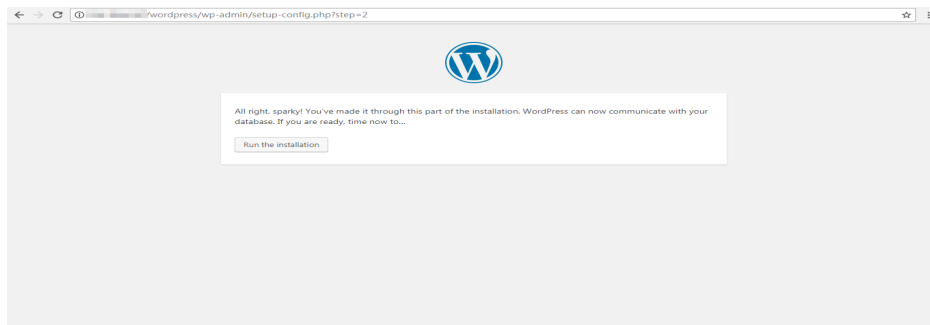 /wordpress/wp-admin/setup-config.php?step=2
All right, sparky! You've made it through this part of the installation. WordPress can now communicate with your
database. If you are ready, time now to...
Run the installation